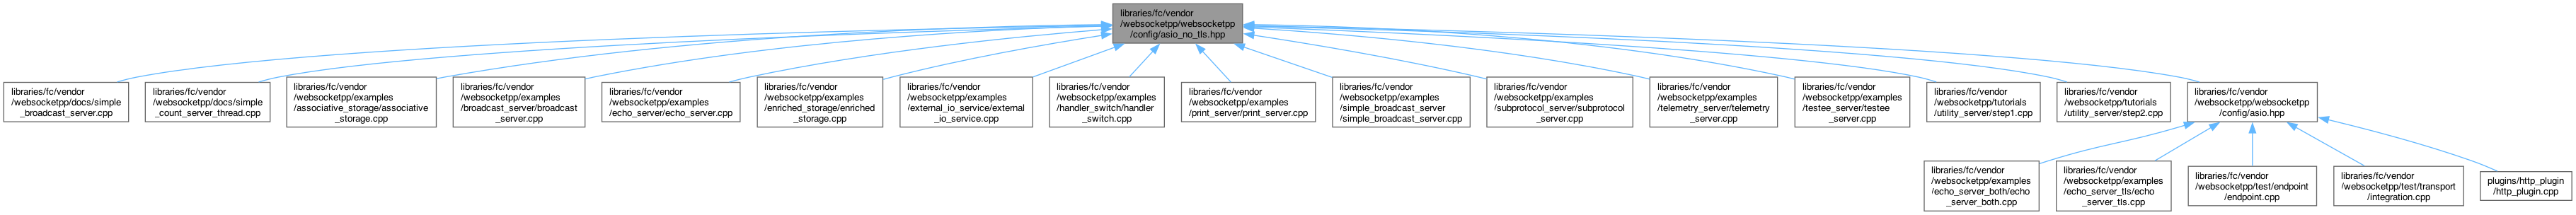 libraries/fc/vendor
/websocketpp/websocketpp
/config/asio_no_tls.hpp
libraries/fc/vendor
/websocketpp/docs/simple
_broadcast_server.cpp
libraries/fc/vendor
/websocketpp/docs/simple
_count_server_thread.cpp
libraries/fc/vendor
/websocketpp/examples
/associative_storage/associative
_storage.cpp
libraries/fc/vendor
/websocketpp/examples
/broadcast_server/broadcast
_server.cpp
libraries/fc/vendor
/websocketpp/examples
/echo_server/echo_server.cpp
libraries/fc/vendor
/websocketpp/examples
/enriched_storage/enriched
_storage.cpp
libraries/fc/vendor
/websocketpp/examples
/external_io_service/external
_io_service.cpp
libraries/fc/vendor
/websocketpp/examples
/handler_switch/handler
_switch.cpp
libraries/fc/vendor
/websocketpp/examples
/print_server/print_server.cpp
libraries/fc/vendor
/websocketpp/examples
/simple_broadcast_server
/simple_broadcast_server.cpp
libraries/fc/vendor
/websocketpp/examples
/subprotocol_server/subprotocol
_server.cpp
libraries/fc/vendor
/websocketpp/examples
/telemetry_server/telemetry
_server.cpp
libraries/fc/vendor
/websocketpp/examples
/testee_server/testee
_server.cpp
libraries/fc/vendor
/websocketpp/tutorials
/utility_server/step1.cpp
libraries/fc/vendor
/websocketpp/tutorials
/utility_server/step2.cpp
libraries/fc/vendor
/websocketpp/websocketpp
/config/asio.hpp
libraries/fc/vendor
/websocketpp/examples
/echo_server_both/echo
_server_both.cpp
libraries/fc/vendor
/websocketpp/examples
/echo_server_tls/echo
_server_tls.cpp
libraries/fc/vendor
/websocketpp/test/endpoint
/endpoint.cpp
libraries/fc/vendor
/websocketpp/test/transport
/integration.cpp
plugins/http_plugin
/http_plugin.cpp